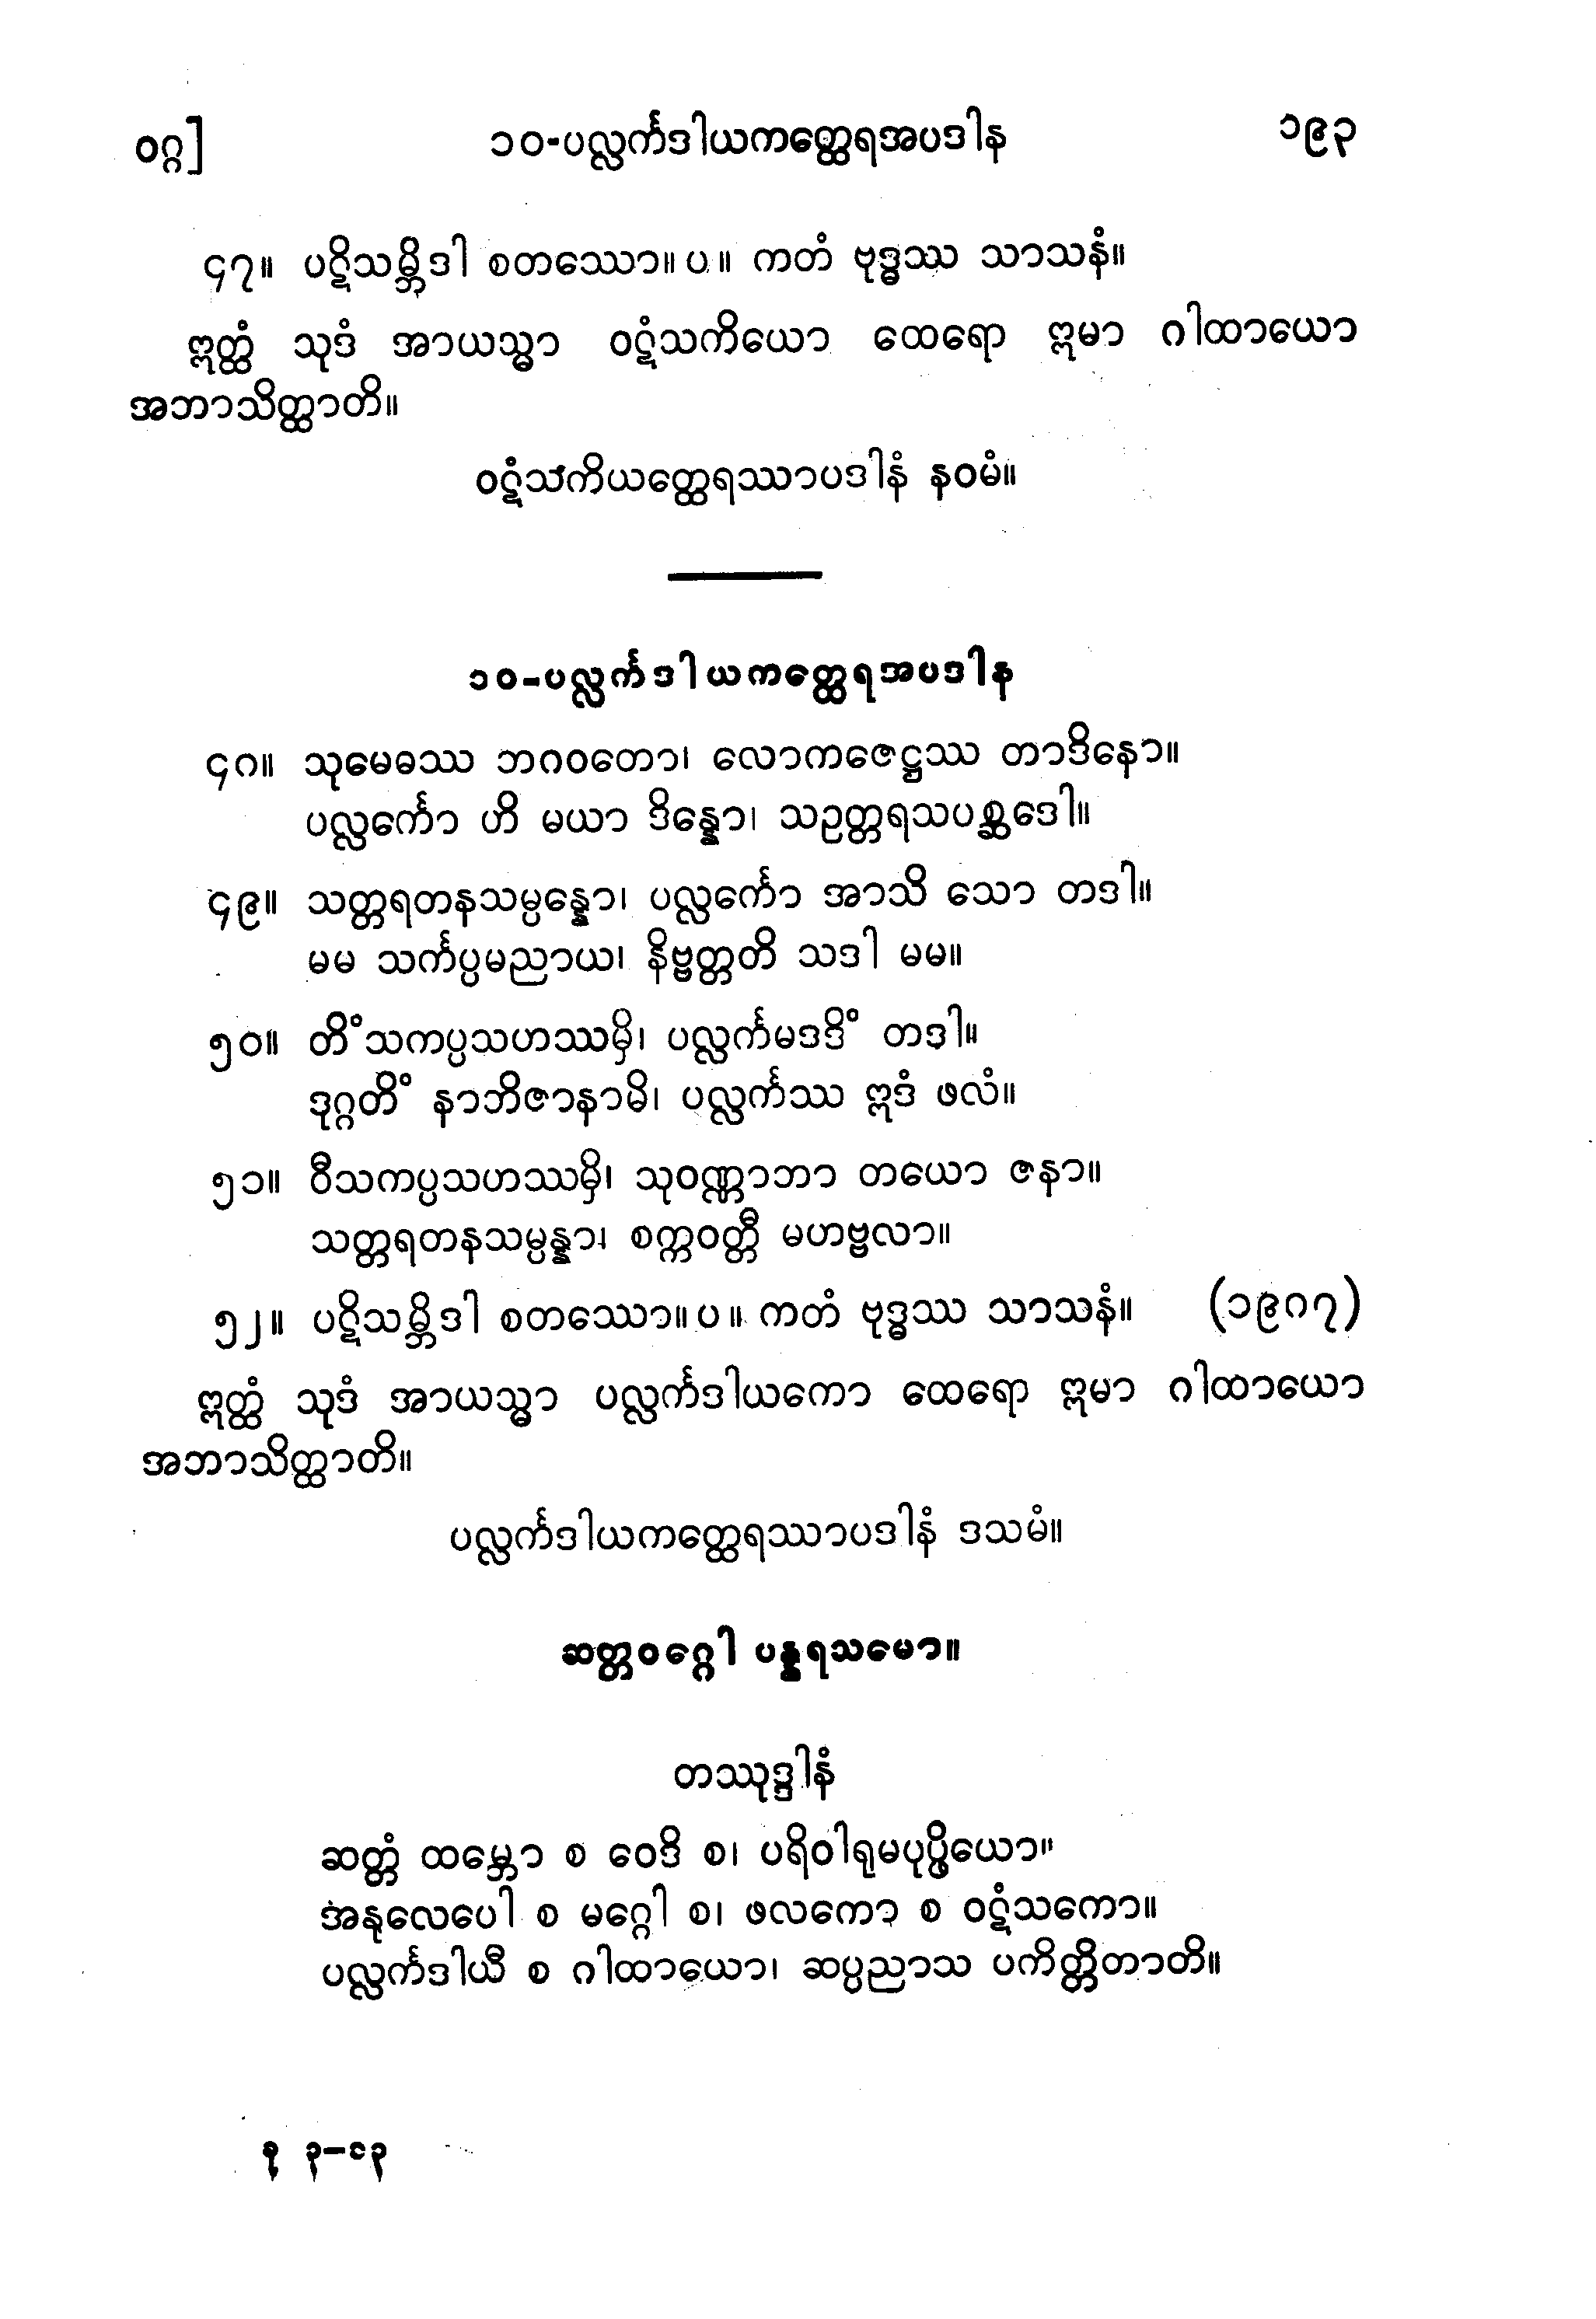 ဝဂ္ဂ] ၁၀-ပလ္လင်္ကဒါယကတ္ထေရအပဒါန ၁၉၃
၄၇။ ပဋိသမ္ဘိဒါ စတဿော။ ပ။ ကတံ ဗုဒ္ဓဿ သာသနံ။
ဣတ္ထံ သုဒံ အာယသ္မာ ဝဋံသကိယော ထေရော ဣမာ ဂါထာယော
အဘာသိတ္ထာတိ။
ဝဋံသကိယတ္ထေရဿာပဒါနံ နဝမံ။
၁၀-ပလ္လင်္ကဒါယကတ္ထေရအပဒါန
၄၈။ သုမေဓဿ ဘဂဝတော၊ လောကဇေဋ္ဌဿ တာဒိနော။
ပလ္လင်္ကော ဟိ မယာ ဒိန္နော၊ သဥတ္တရသပစ္ဆဒေါ။
၄၉။ သတ္တရတနသမ္ပန္နော၊ ပလ္လင်္ကော အာသိ သော တဒါ။
မမ သင်္ကပ္ပမညာယ၊ နိဗ္ဗတ္တတိ သဒါ မမ။
၅၀။ တိံသကပ္ပသဟဿမှိ၊ ပလ္လင်္ကမဒဒိံ တဒါ။
ဒုဂ္ဂတိံ နာဘိဇာနာမိ၊ ပလ္လင်္ကဿ ဣဒံ ဖလံ။
၅၁။ ဝီသကပ္ပသဟဿမှိ၊ သုဝဏ္ဏာဘာ တယော ဇနာ။
သတ္တရတနသမ္ပန္နာ၊ စက္ကဝတ္တီ မဟဗ္ဗလာ။
၅၂။ ပဋိသမ္ဘိဒါ စတဿော။ ပ။ ကတံ ဗုဒ္ဓဿ သာသနံ။ (၁၉၈၇)
ဣတ္ထံ သုဒံ အာယသ္မာ ပလ္လင်္ကဒါယကော ထေရော ဣမာ ဂါထာယော
အဘာသိတ္ထာတိ။
ပလ္လင်္ကဒါယကတ္ထေရဿာပဒါနံ ဒသမံ။
ဆတ္တဝဂ္ဂေါ ပန္နရသမော။
တဿုဒ္ဒါနံ
ဆတ္တံ ထမ္ဘော စ ဝေဒိ စ၊ ပရိဝါရုမပုပ္ဖိယော။
အနုလေပေါ စ မဂ္ဂေါ စ၊ ဖလကော စ ဝဋံသကော။
ပလ္လင်္ကဒါယီ စ ဂါထာယော၊ ဆပ္ပညာသ ပကိတ္တိတာတိ။
ခု ၃-၁၃